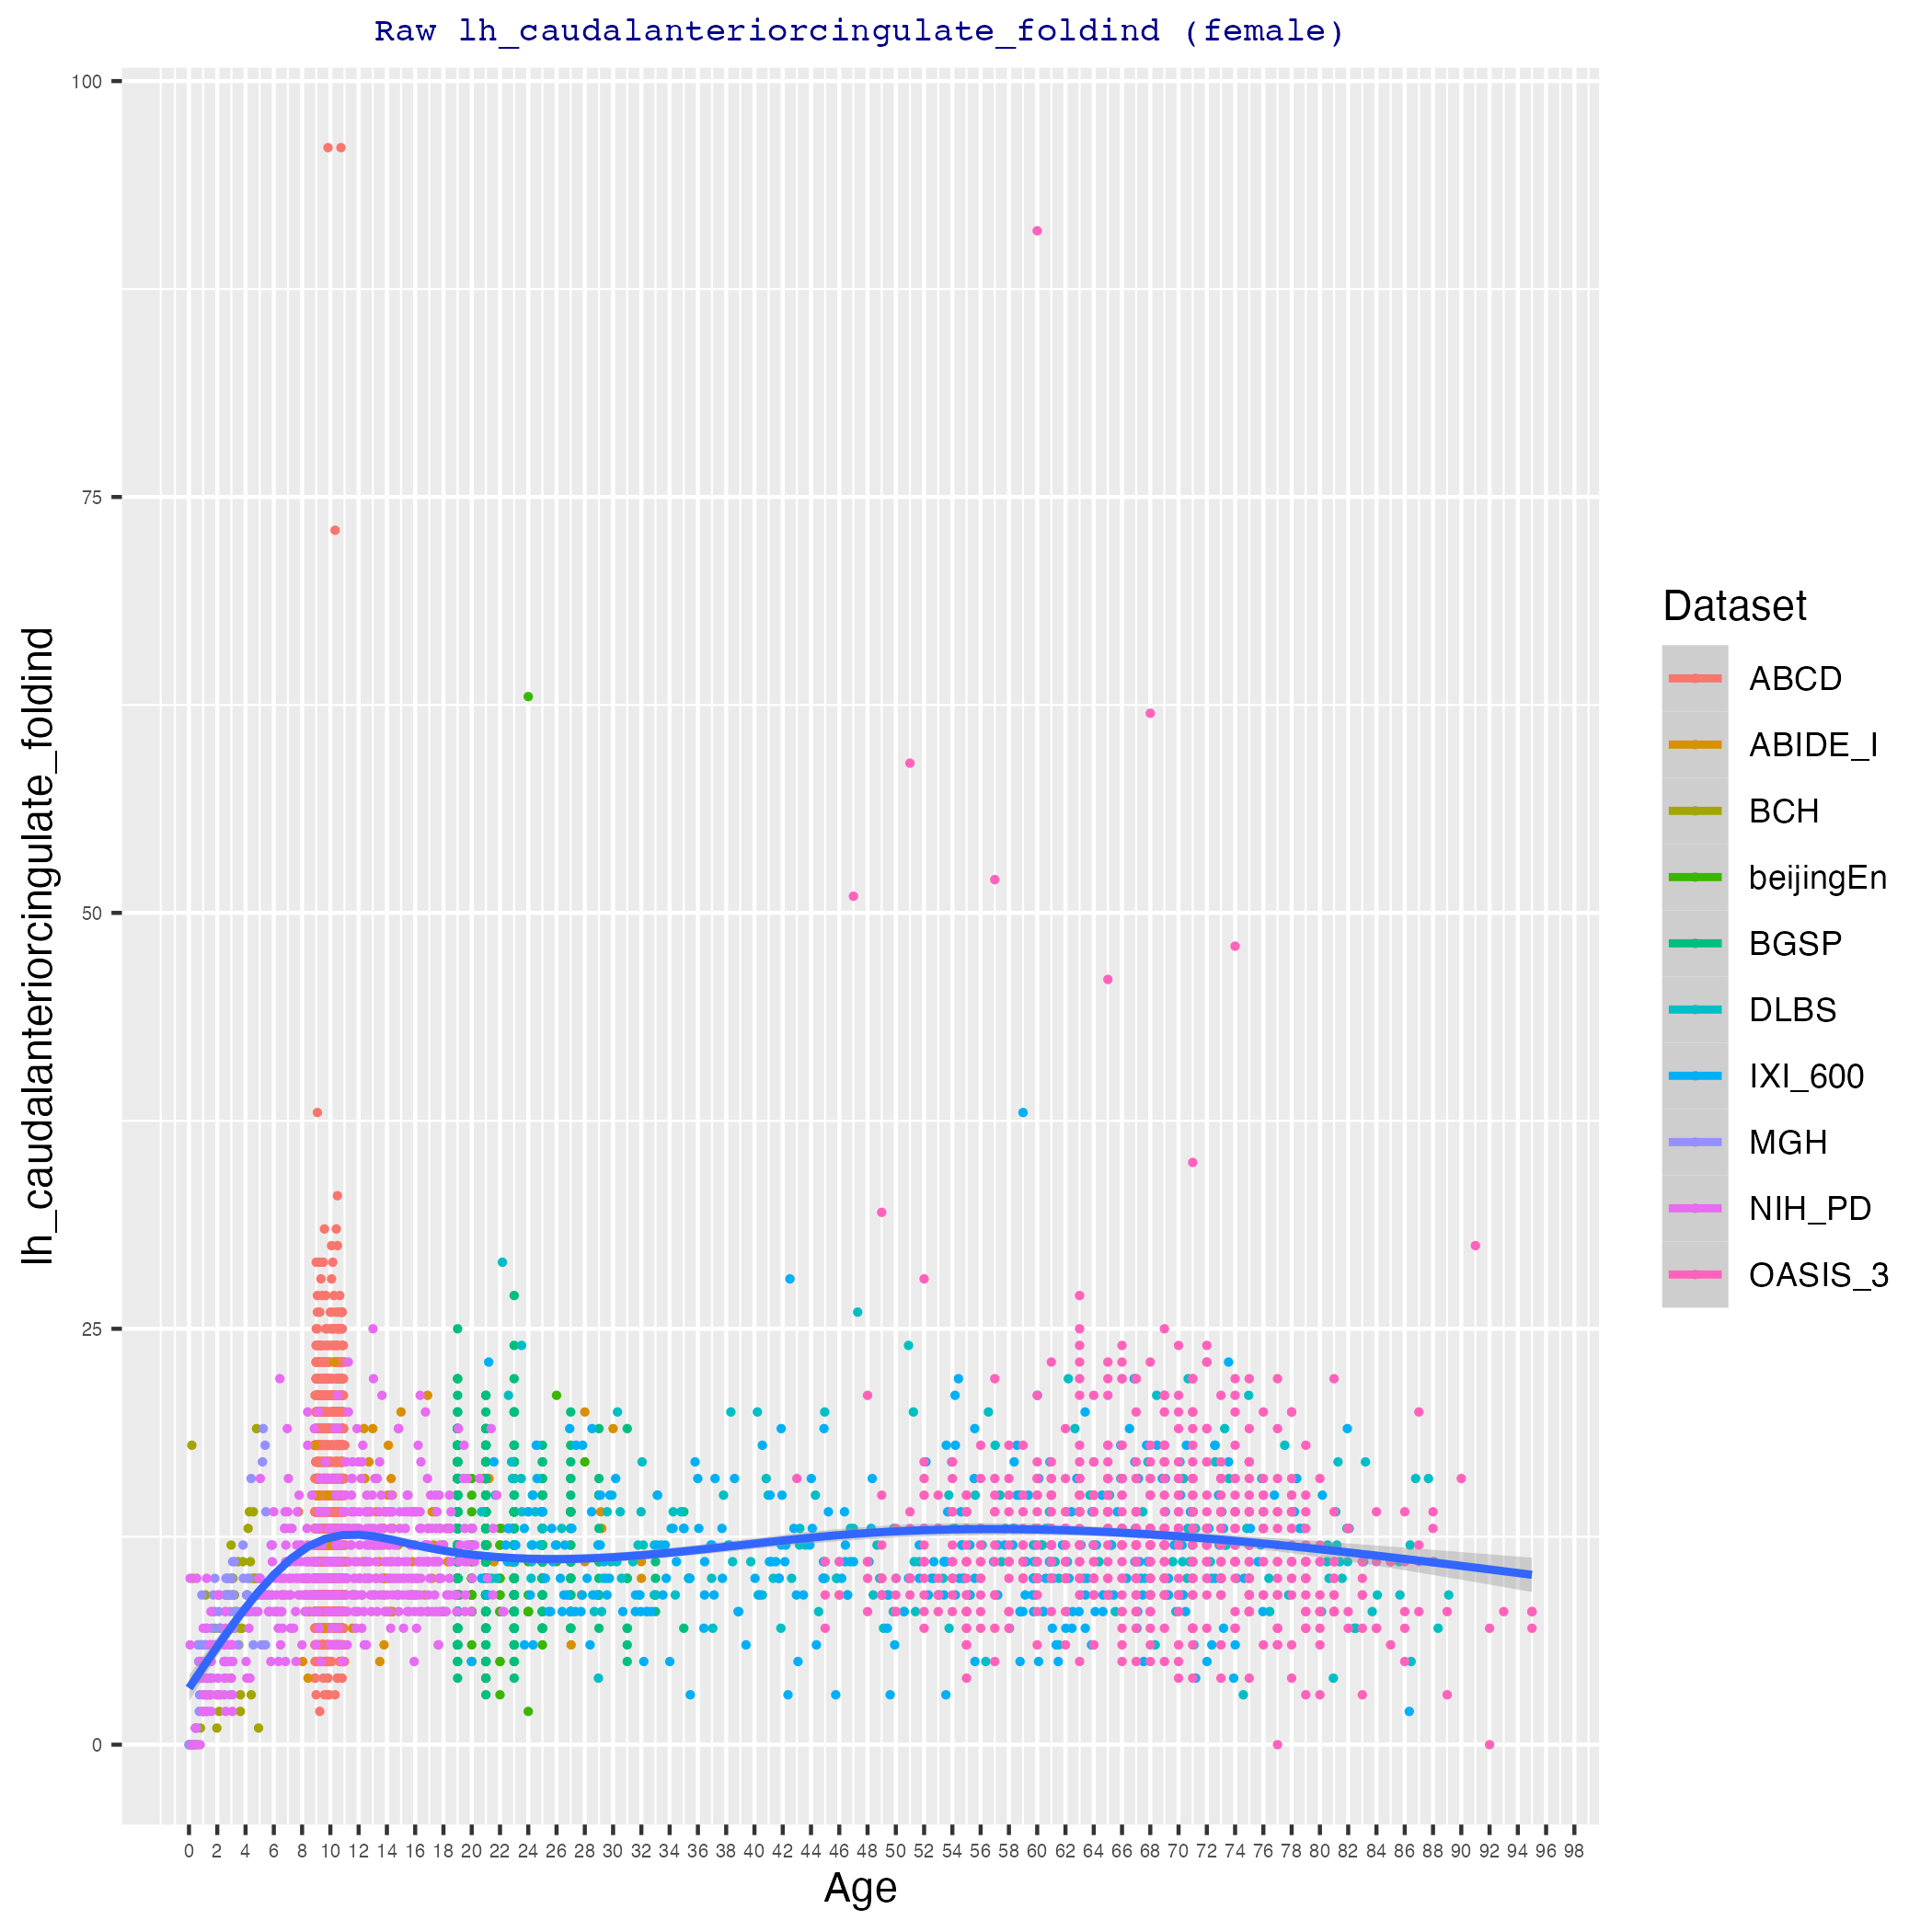 Raw lh_caudalanteriorcingulate_foldind (female)
lh_caudalanteriorcingulate_foldind
100
75
50
25
0
0 2 4 6 8 10 12 14 16 18 20 22 24 26 28 30 32 34 36 38 40 42 44 46 48 50 52 54 56 58 60 62 64 66 68 70 72 74 76 78 80 82 84 86 88 90 92 94 96 98
Age
Dataset
ABCD
ABIDE_I
BCH
beijingEn
BGSP
DLBS
IXI_600
MGH
NIH_PD
OASIS_3